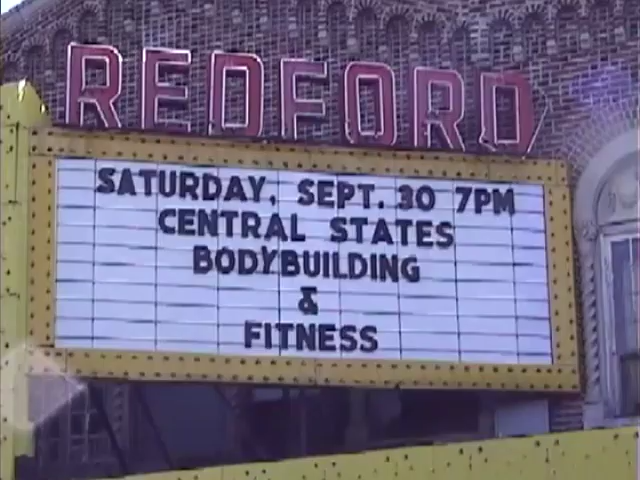 REDFORD
SATURDAY, SEPT. 30 7PM
CENTRAL STATES
BODYBUILDING
&
FITNESS